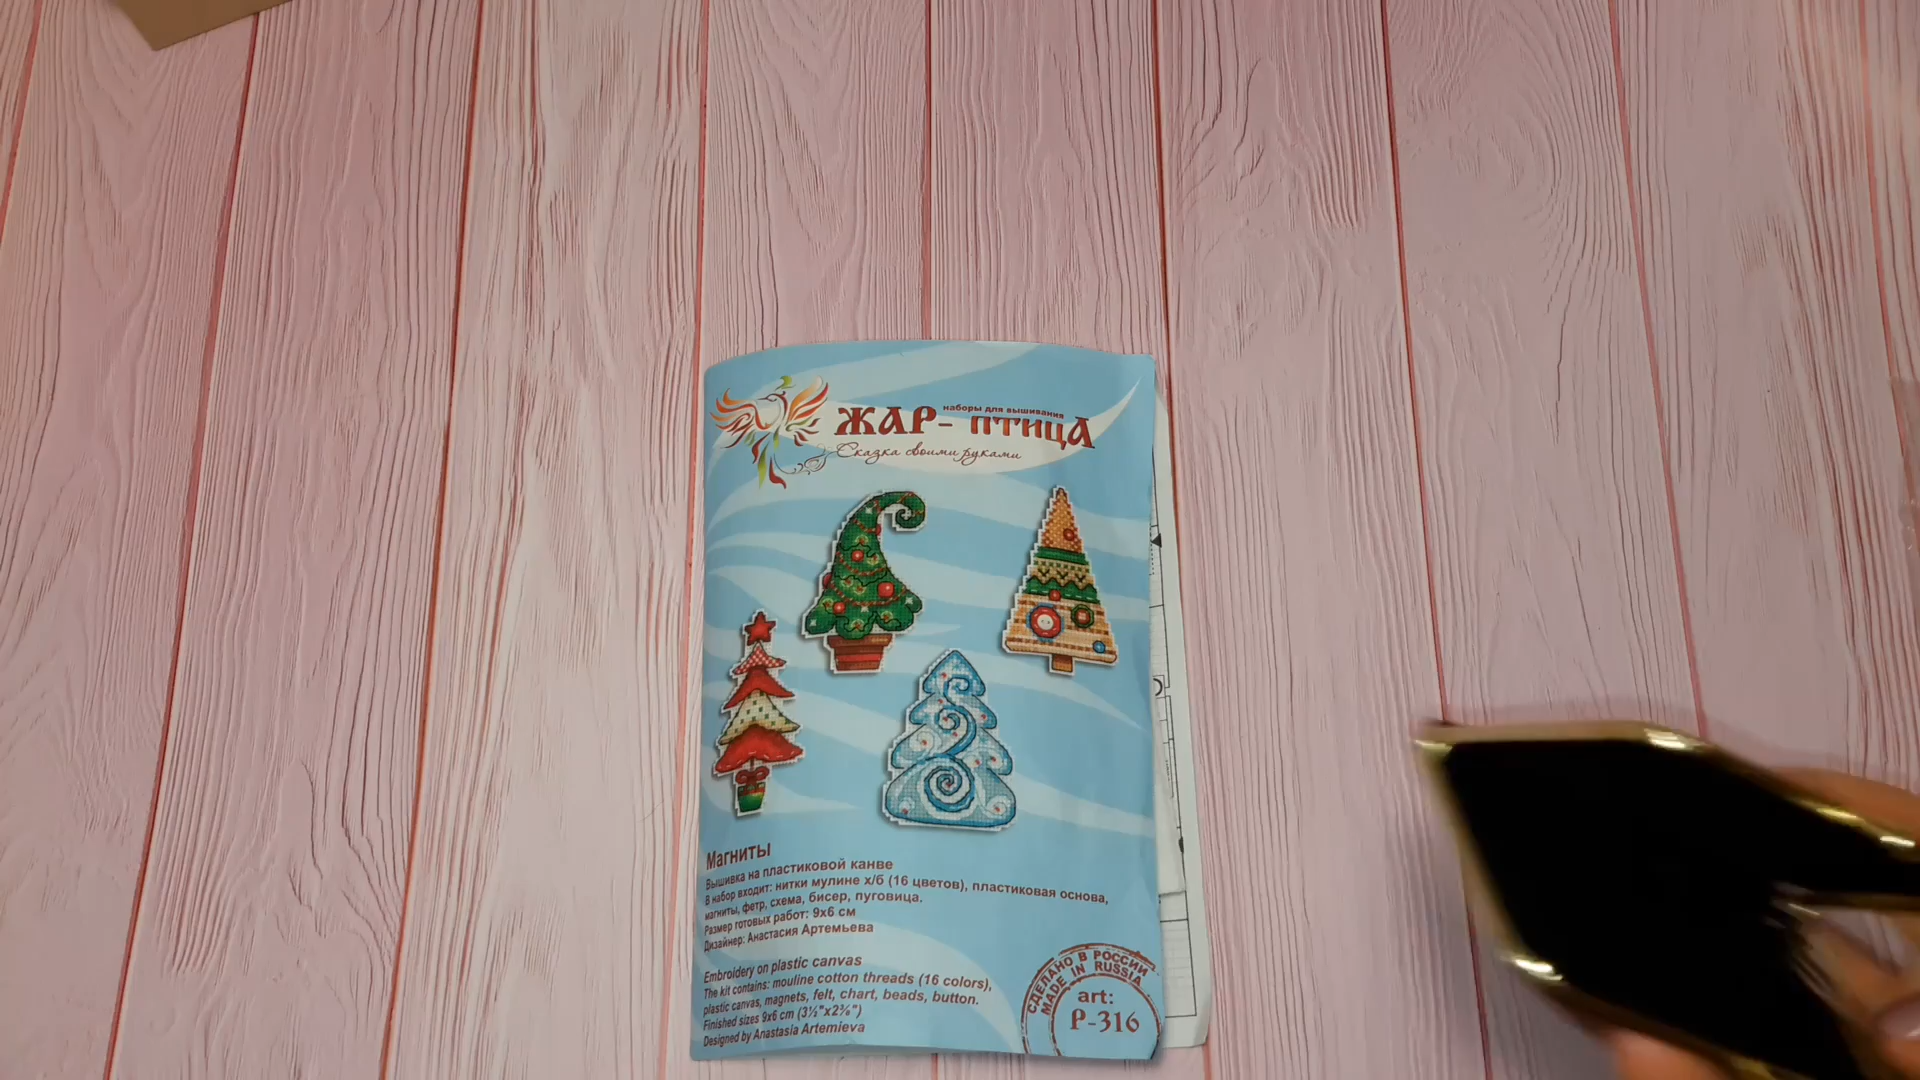 наборы для вышивания
ЖАР-ПТИЦА
Сказка своими руками
Магниты
Вышивка на пластиковой канве
В набор входит: нитки мулине х/б (16 цветов), пластиковая основа,
магниты, фетр, схема, бисер, пуговица.
Размер готовых работ: 9х6 см
Дизайнер: Анастасия Артемьева
Embroidery on plastic canvas
The kit contains: mouline cotton threads (16 colors),
plastic canvas, magnets, felt, chart, beads, button.
Finished sizes 9x6 cm (3½"x2⅜")
Designed by Anastasia Artemieva
СДЕЛАНО В РОССИИ
MADE IN RUSSIA
art:
P-316